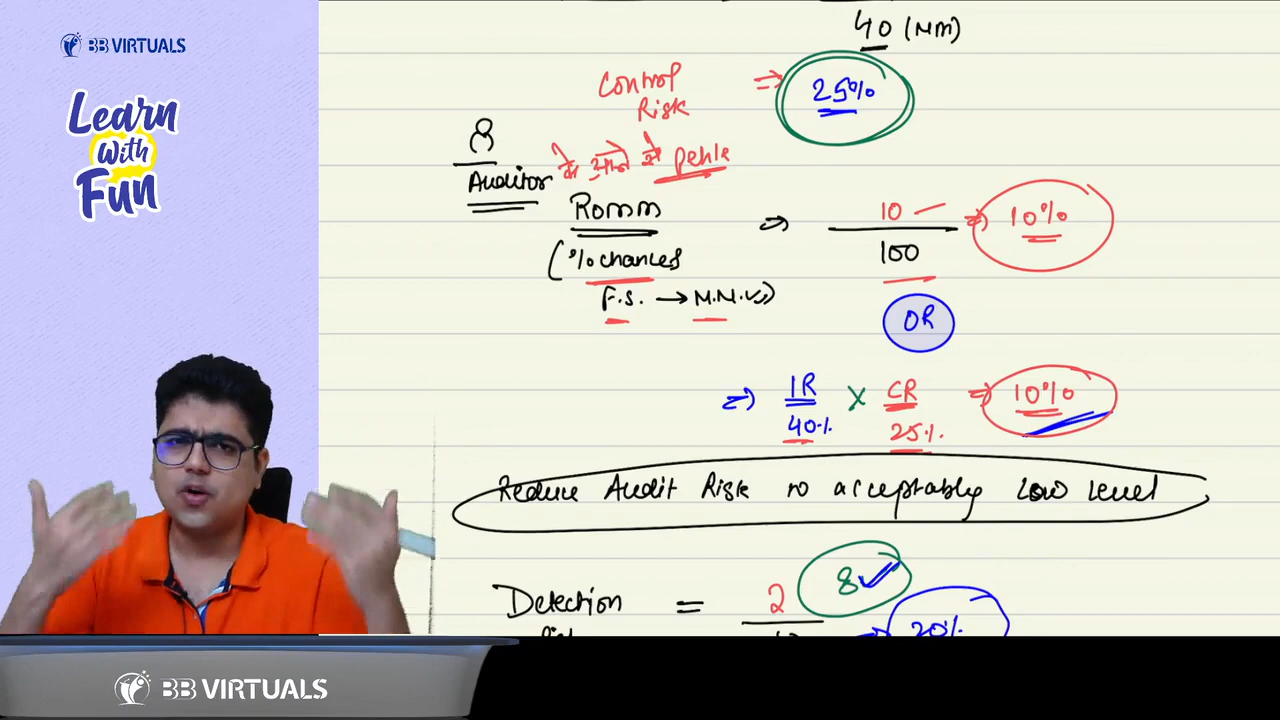 BB VIRTUALS
Learn
with
Fun
40 (MM)
Control
Risk
⇒ 25%
Auditor
के आने से pehle
ROMM
(% chances
F.S. → M.M. में)
⇒ 10
100
⇒ 10%
OR
⇒ IR × CR ⇒ 10%
40% 25%
Reduce Audit Risk to acceptably low level
Detection = 2 8
20%
BB VIRTUALS